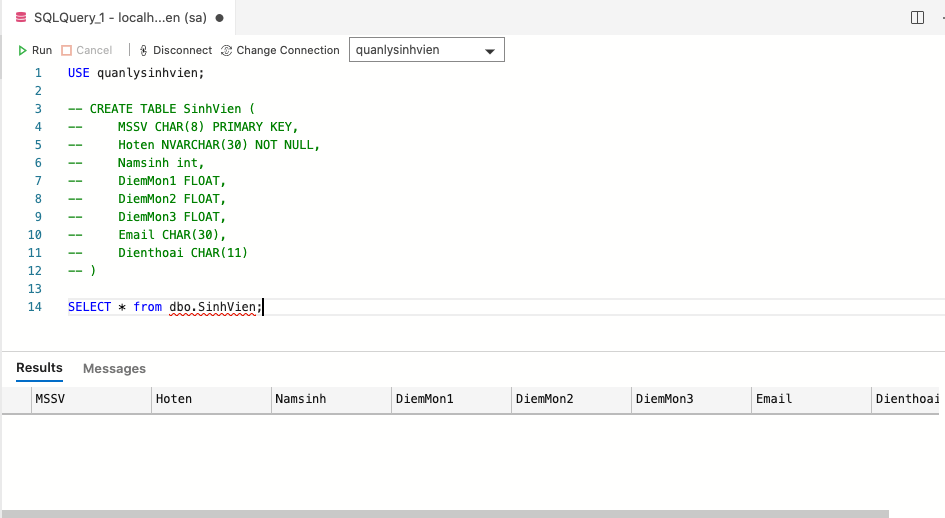 SQLQuery_1 - localh...en (sa)
Run Cancel Disconnect Change Connection quanlysinhvien
1 USE quanlysinhvien;
2
3 -- CREATE TABLE SinhVien (
4 -- MSSV CHAR(8) PRIMARY KEY,
5 -- Hoten NVARCHAR(30) NOT NULL,
6 -- Namsinh int,
7 -- DiemMon1 FLOAT,
8 -- DiemMon2 FLOAT,
9 -- DiemMon3 FLOAT,
10 -- Email CHAR(30),
11 -- Dienthoai CHAR(11)
12 -- )
13
14 SELECT * from dbo.SinhVien;
Results Messages
MSSV Hoten Namsinh DiemMon1 DiemMon2 DiemMon3 Email Dienthoai